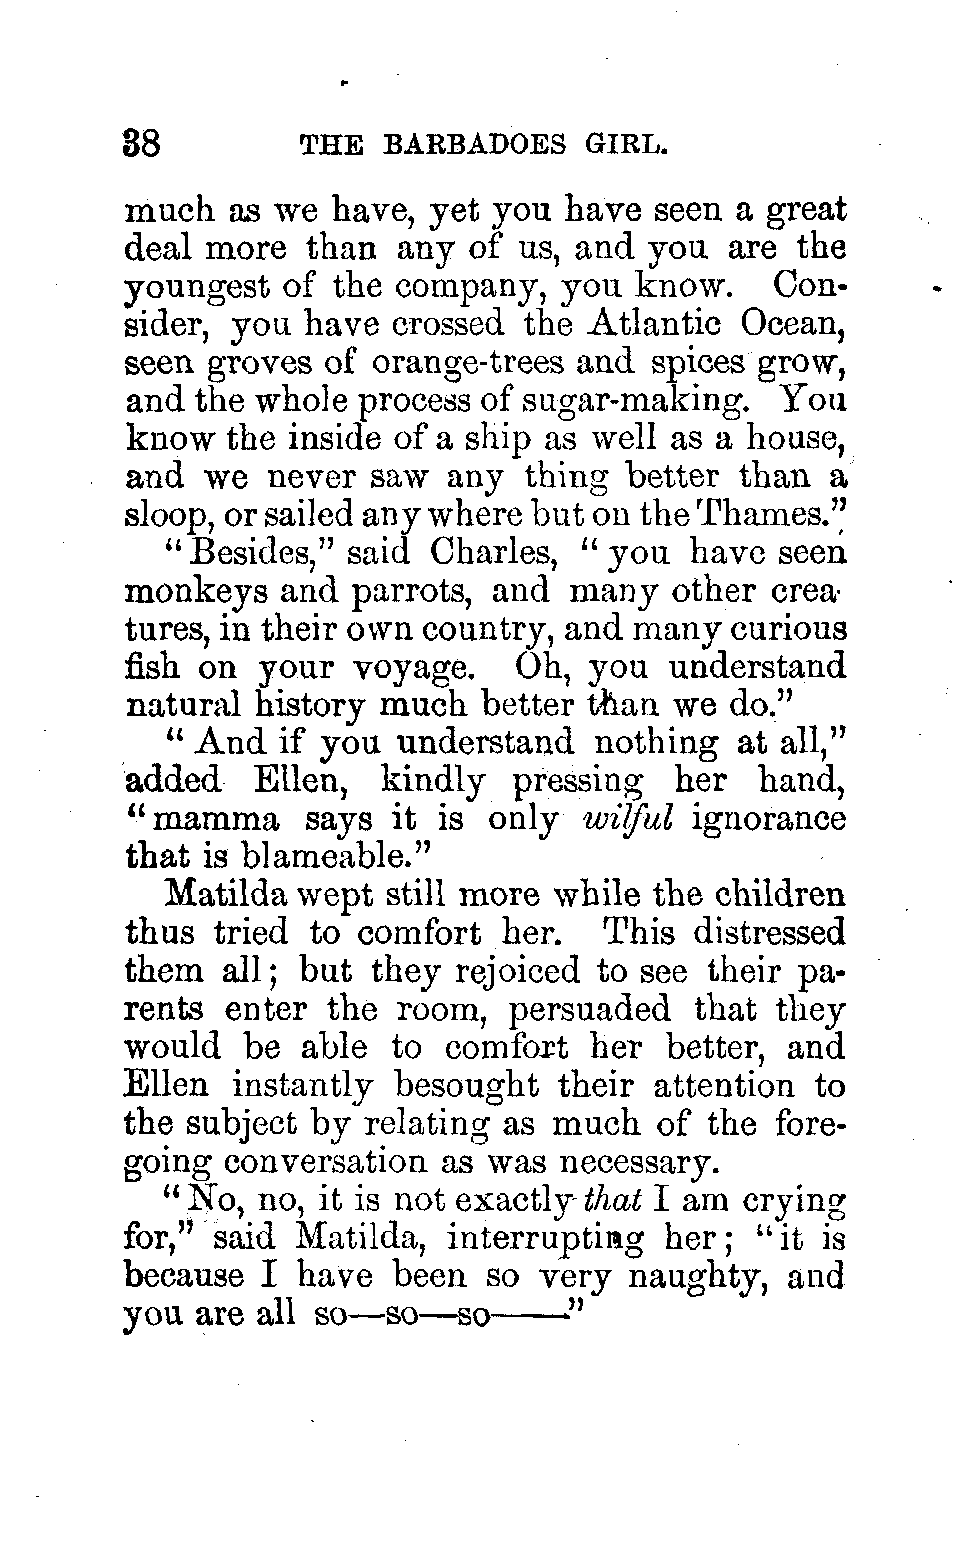 38 THE BARBADOES GIRL.
much as we have, yet you have seen a great
deal more than any of us, and you are the
youngest of the company, you know. Con-
sider, you have crossed the Atlantic Ocean,
seen groves of orange-trees and spices grow,
and the whole process of sugar-making. You
know the inside of a ship as well as a house,
and we never saw any thing better than a
sloop, or sailed any where but on the Thames."
"Besides," said Charles, "you have seen
monkeys and parrots, and many other crea-
tures, in their own country, and many curious
fish on your voyage. Oh, you understand
natural history much better than we do."
"And if you understand nothing at all,"
added Ellen, kindly pressing her hand,
"mamma says it is only wilful ignorance
that is blameable."
Matilda wept still more while the children
thus tried to comfort her. This distressed
them all; but they rejoiced to see their pa-
rents enter the room, persuaded that they
would be able to comfort her better, and
Ellen instantly besought their attention to
the subject by relating as much of the fore-
going conversation as was necessary.
"No, no, it is not exactly that I am crying
for," said Matilda, interrupting her; "it is
because I have been so very naughty, and
you are all so—so—so——"